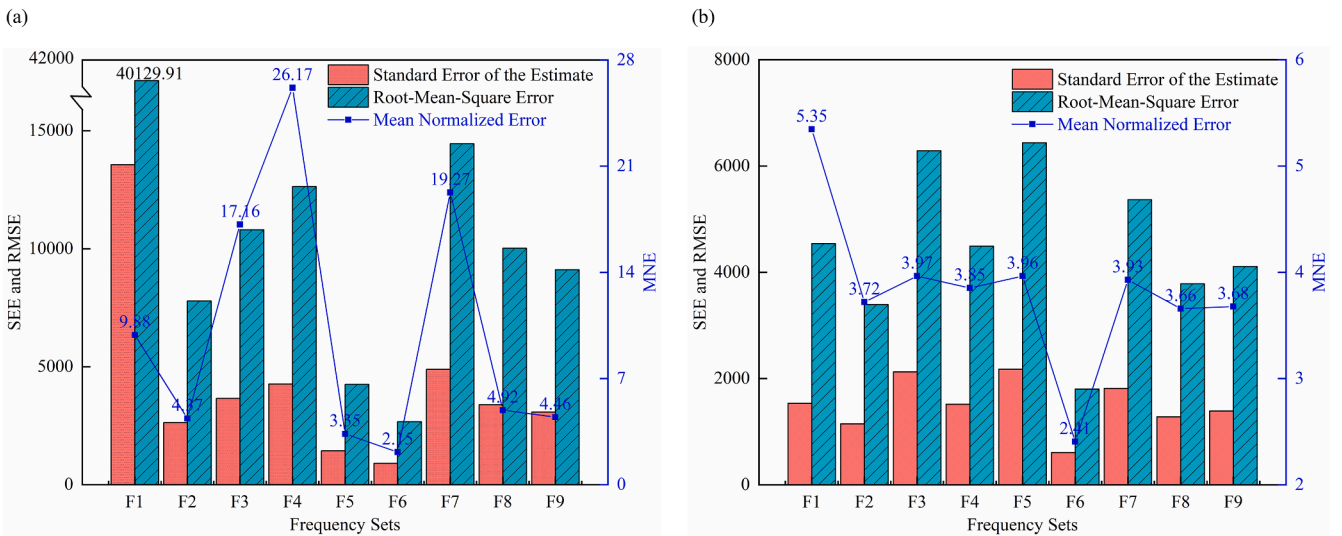 (a)
42000
15000
10000
5000
0
SEE and RMSE
40129.91
Standard Error of the Estimate
Root-Mean-Square Error
Mean Normalized Error
9.88
4.37
17.16
26.17
3.35
2.15
19.27
4.92
4.46
28
21
14
7
0
MNE
F1 F2 F3 F4 F5 F6 F7 F8 F9
Frequency Sets
(b)
8000
6000
4000
2000
0
SEE and RMSE
Standard Error of the Estimate
Root-Mean-Square Error
Mean Normalized Error
5.35
3.72
3.97
3.85
3.96
2.41
3.93
3.66
3.68
6
5
4
3
2
MNE
F1 F2 F3 F4 F5 F6 F7 F8 F9
Frequency Sets